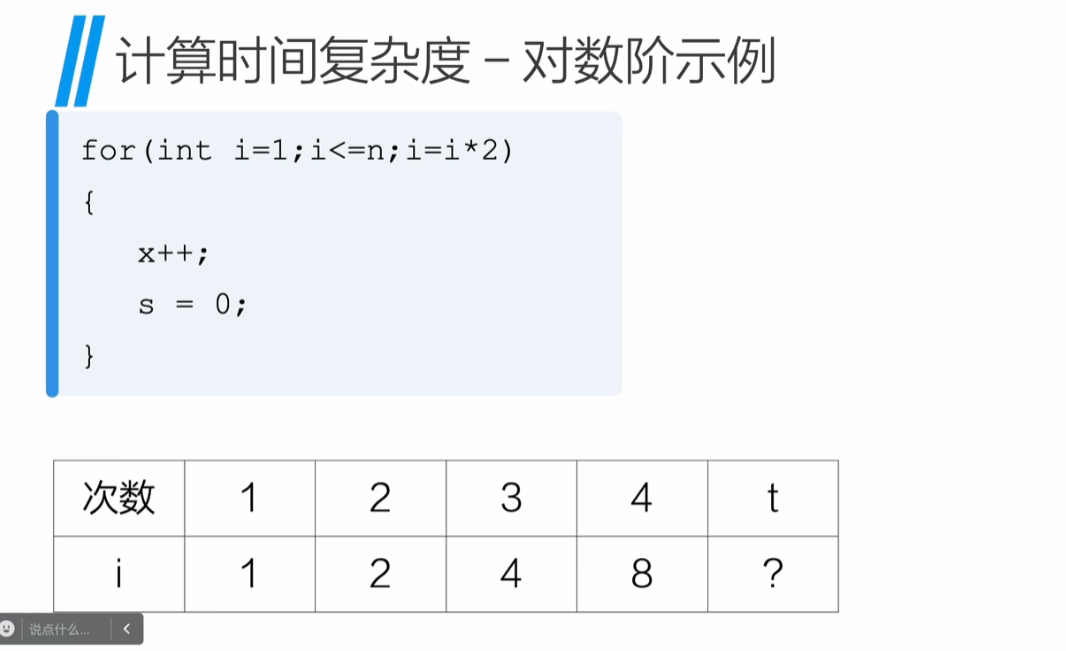 计算时间复杂度 – 对数阶示例
for(int i=1;i<=n;i=i*2)
{
x++;
s = 0;
}
次数 1 2 3 4 t
i 1 2 4 8 ?
说点什么...